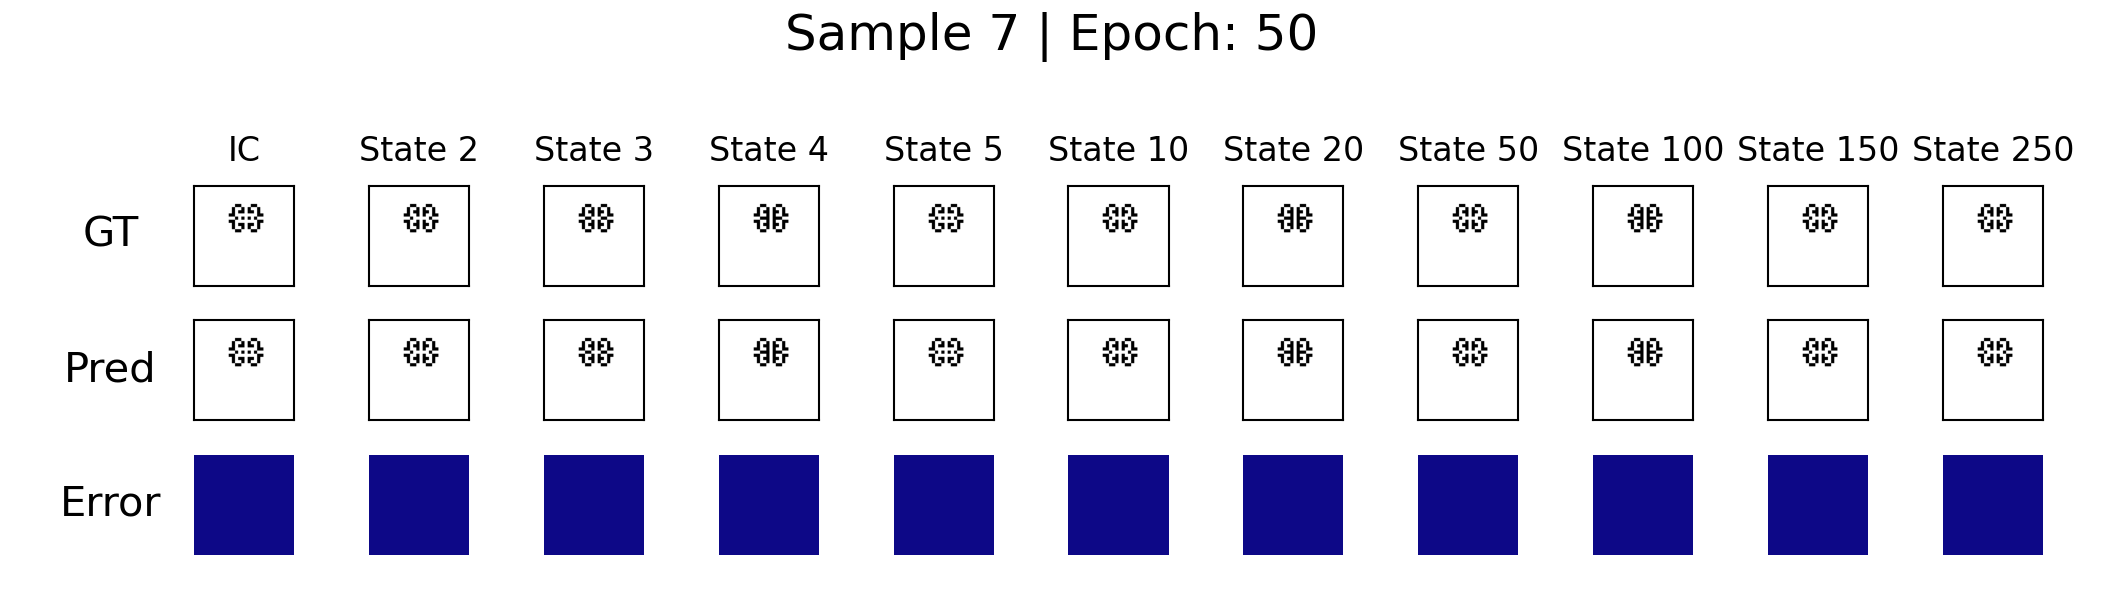 Sample 7 | Epoch: 50
IC State 2 State 3 State 4 State 5 State 10 State 20 State 50 State 100 State 150 State 250
GT
Pred
Error